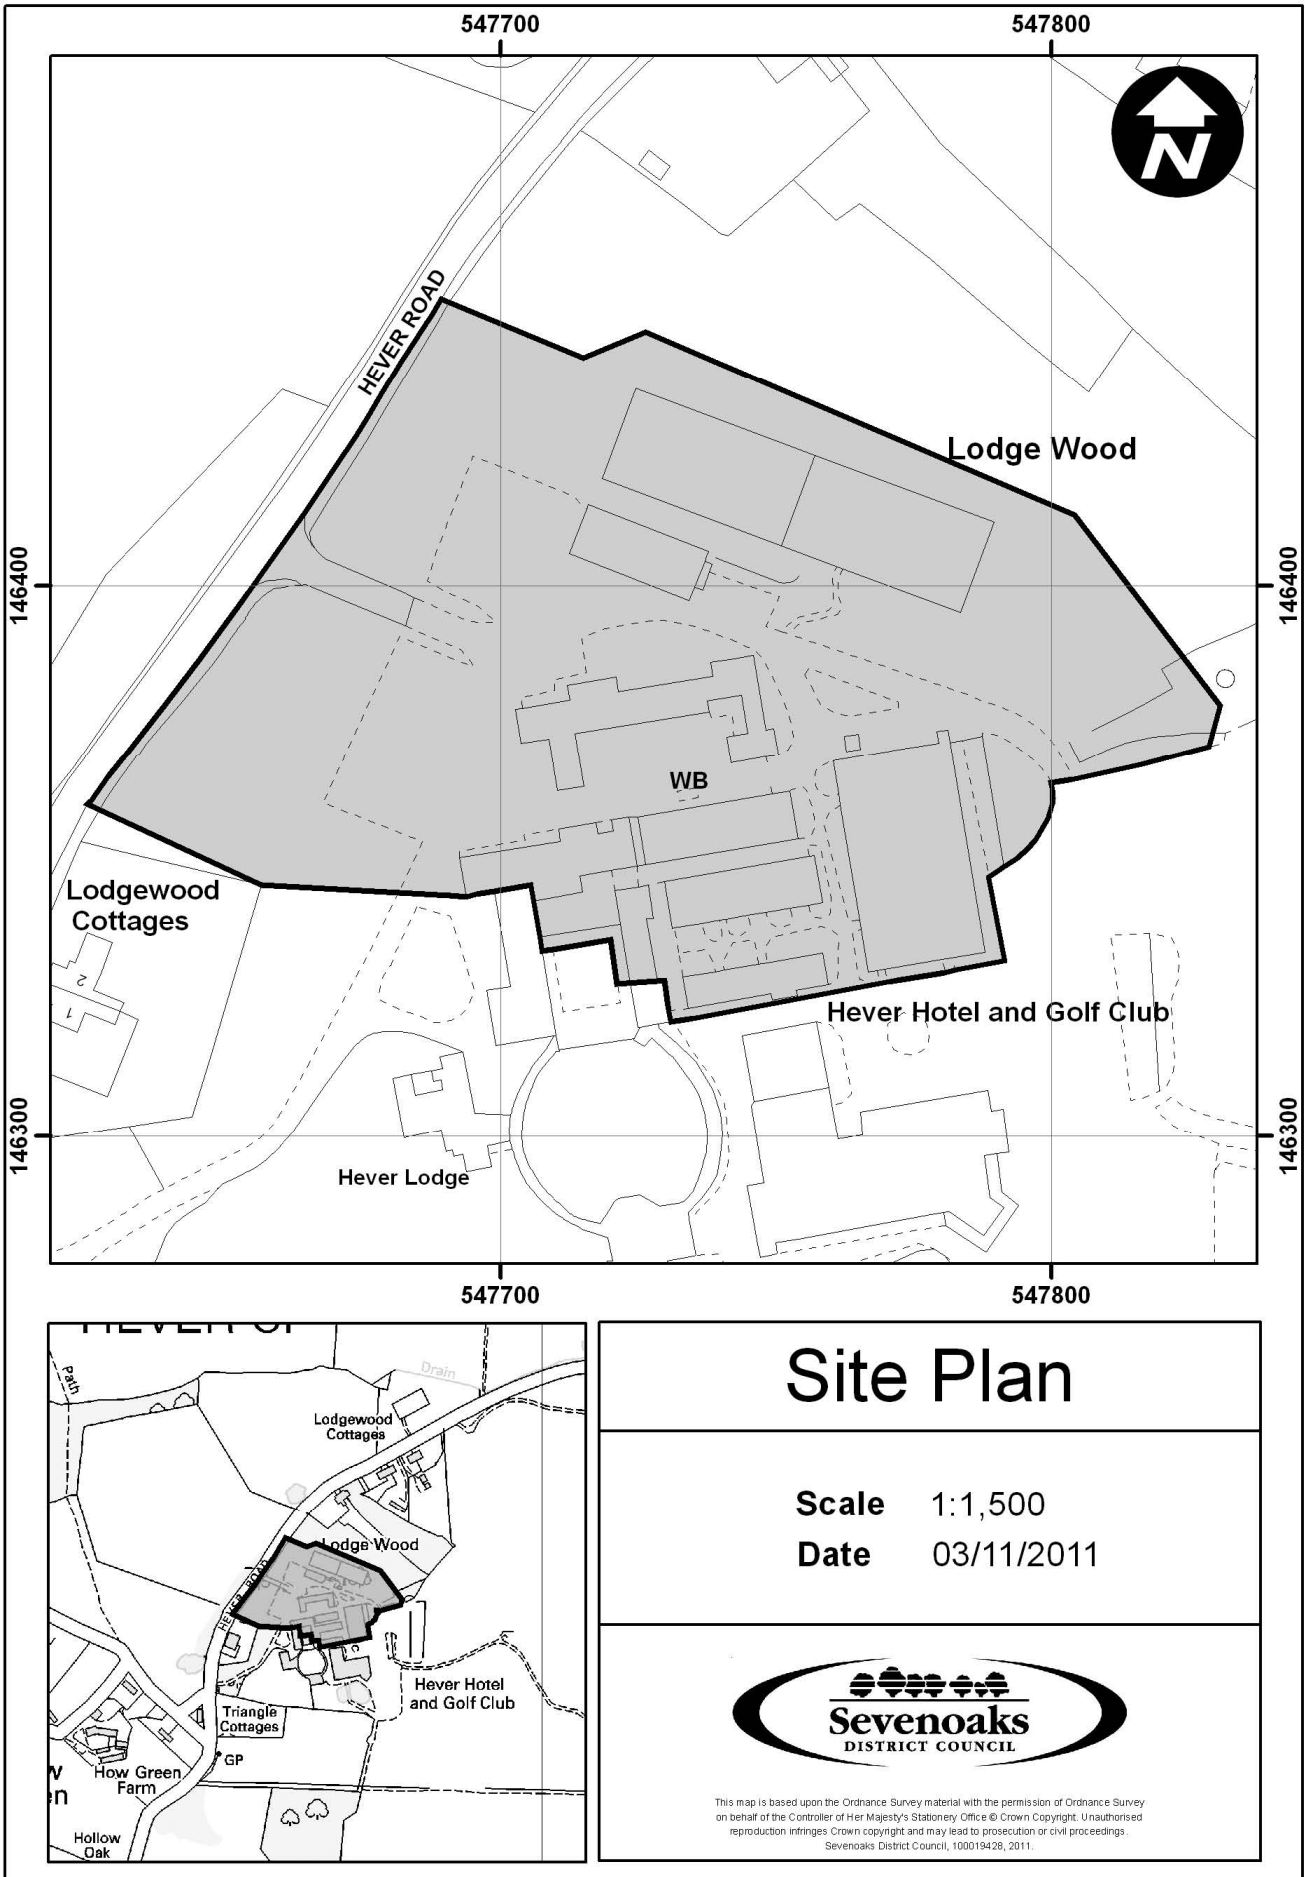 547700
547800
N
HEVER ROAD
Lodge Wood
146400
146400
WB
Lodgewood
Cottages
2
1
Hever Hotel and Golf Club
146300
146300
Hever Lodge
547700
547800
Path
Drain
Lodgewood
Cottages
Lodge Wood
HEVER ROAD
Hever Hotel
and Golf Club
Triangle
Cottages
GP
How Green
Farm
Hollow
Oak
Site Plan
Scale 1:1,500
Date 03/11/2011
Sevenoaks
DISTRICT COUNCIL
This map is based upon the Ordnance Survey material with the permission of Ordnance Survey
on behalf of the Controller of Her Majesty's Stationery Office © Crown Copyright. Unauthorised
reproduction infringes Crown copyright and may lead to prosecution or civil proceedings.
Sevenoaks District Council, 100019428, 2011.